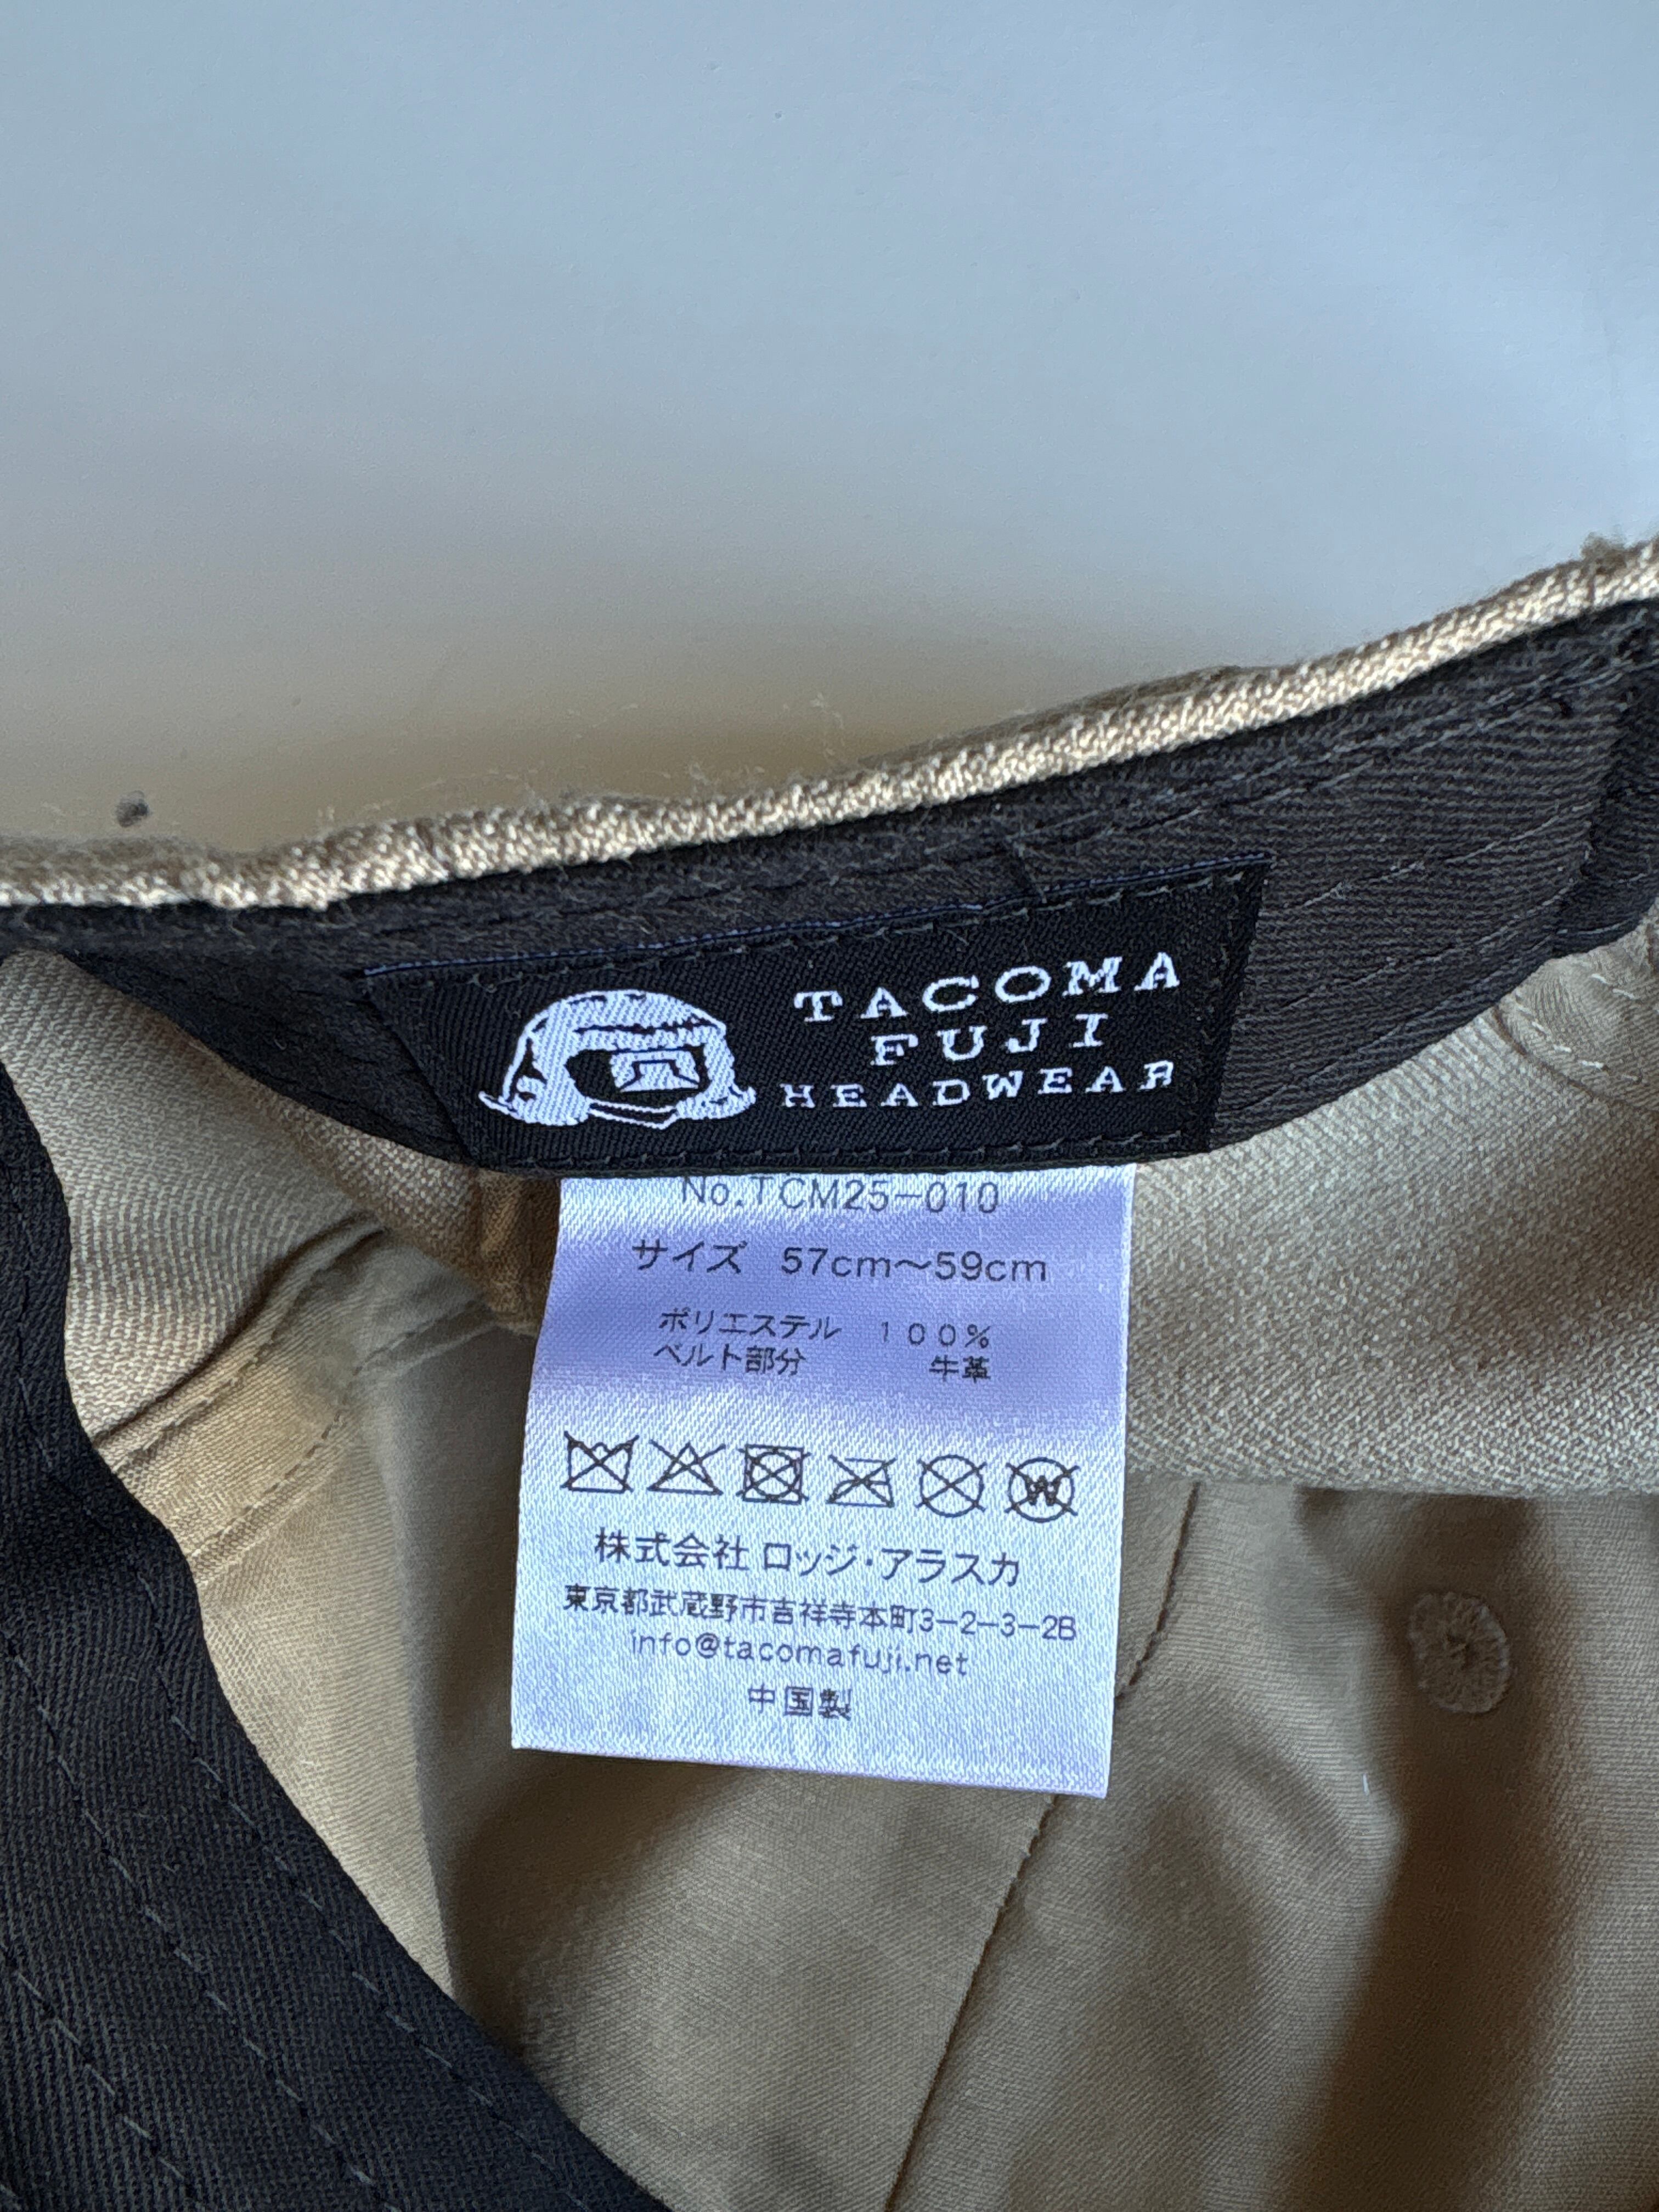 TACOMA
FUJI
HEADWEAR
No.TCM25-010
サイズ 57cm～59cm
ポリエステル 100%
ベルト部分 牛革
W
株式会社 ロッジ・アラスカ
東京都武蔵野市吉祥寺本町3-2-3-2B
info@tacomafuji.net
中国製